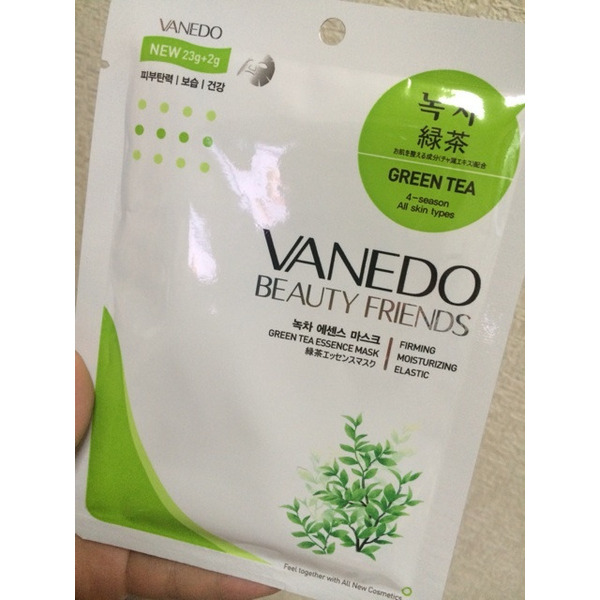 VANEDO
NEW 23g+2g
피부탄력 | 보습 | 건강
녹차
緑茶
GREEN TEA
4-season
All skin types
VANEDO
BEAUTY FRIENDS
녹차 에센스 마스크
GREEN TEA ESSENCE MASK
緑茶エッセンスマスク
FIRMING
MOISTURIZING
ELASTIC
Feel together with All New Cosmetics